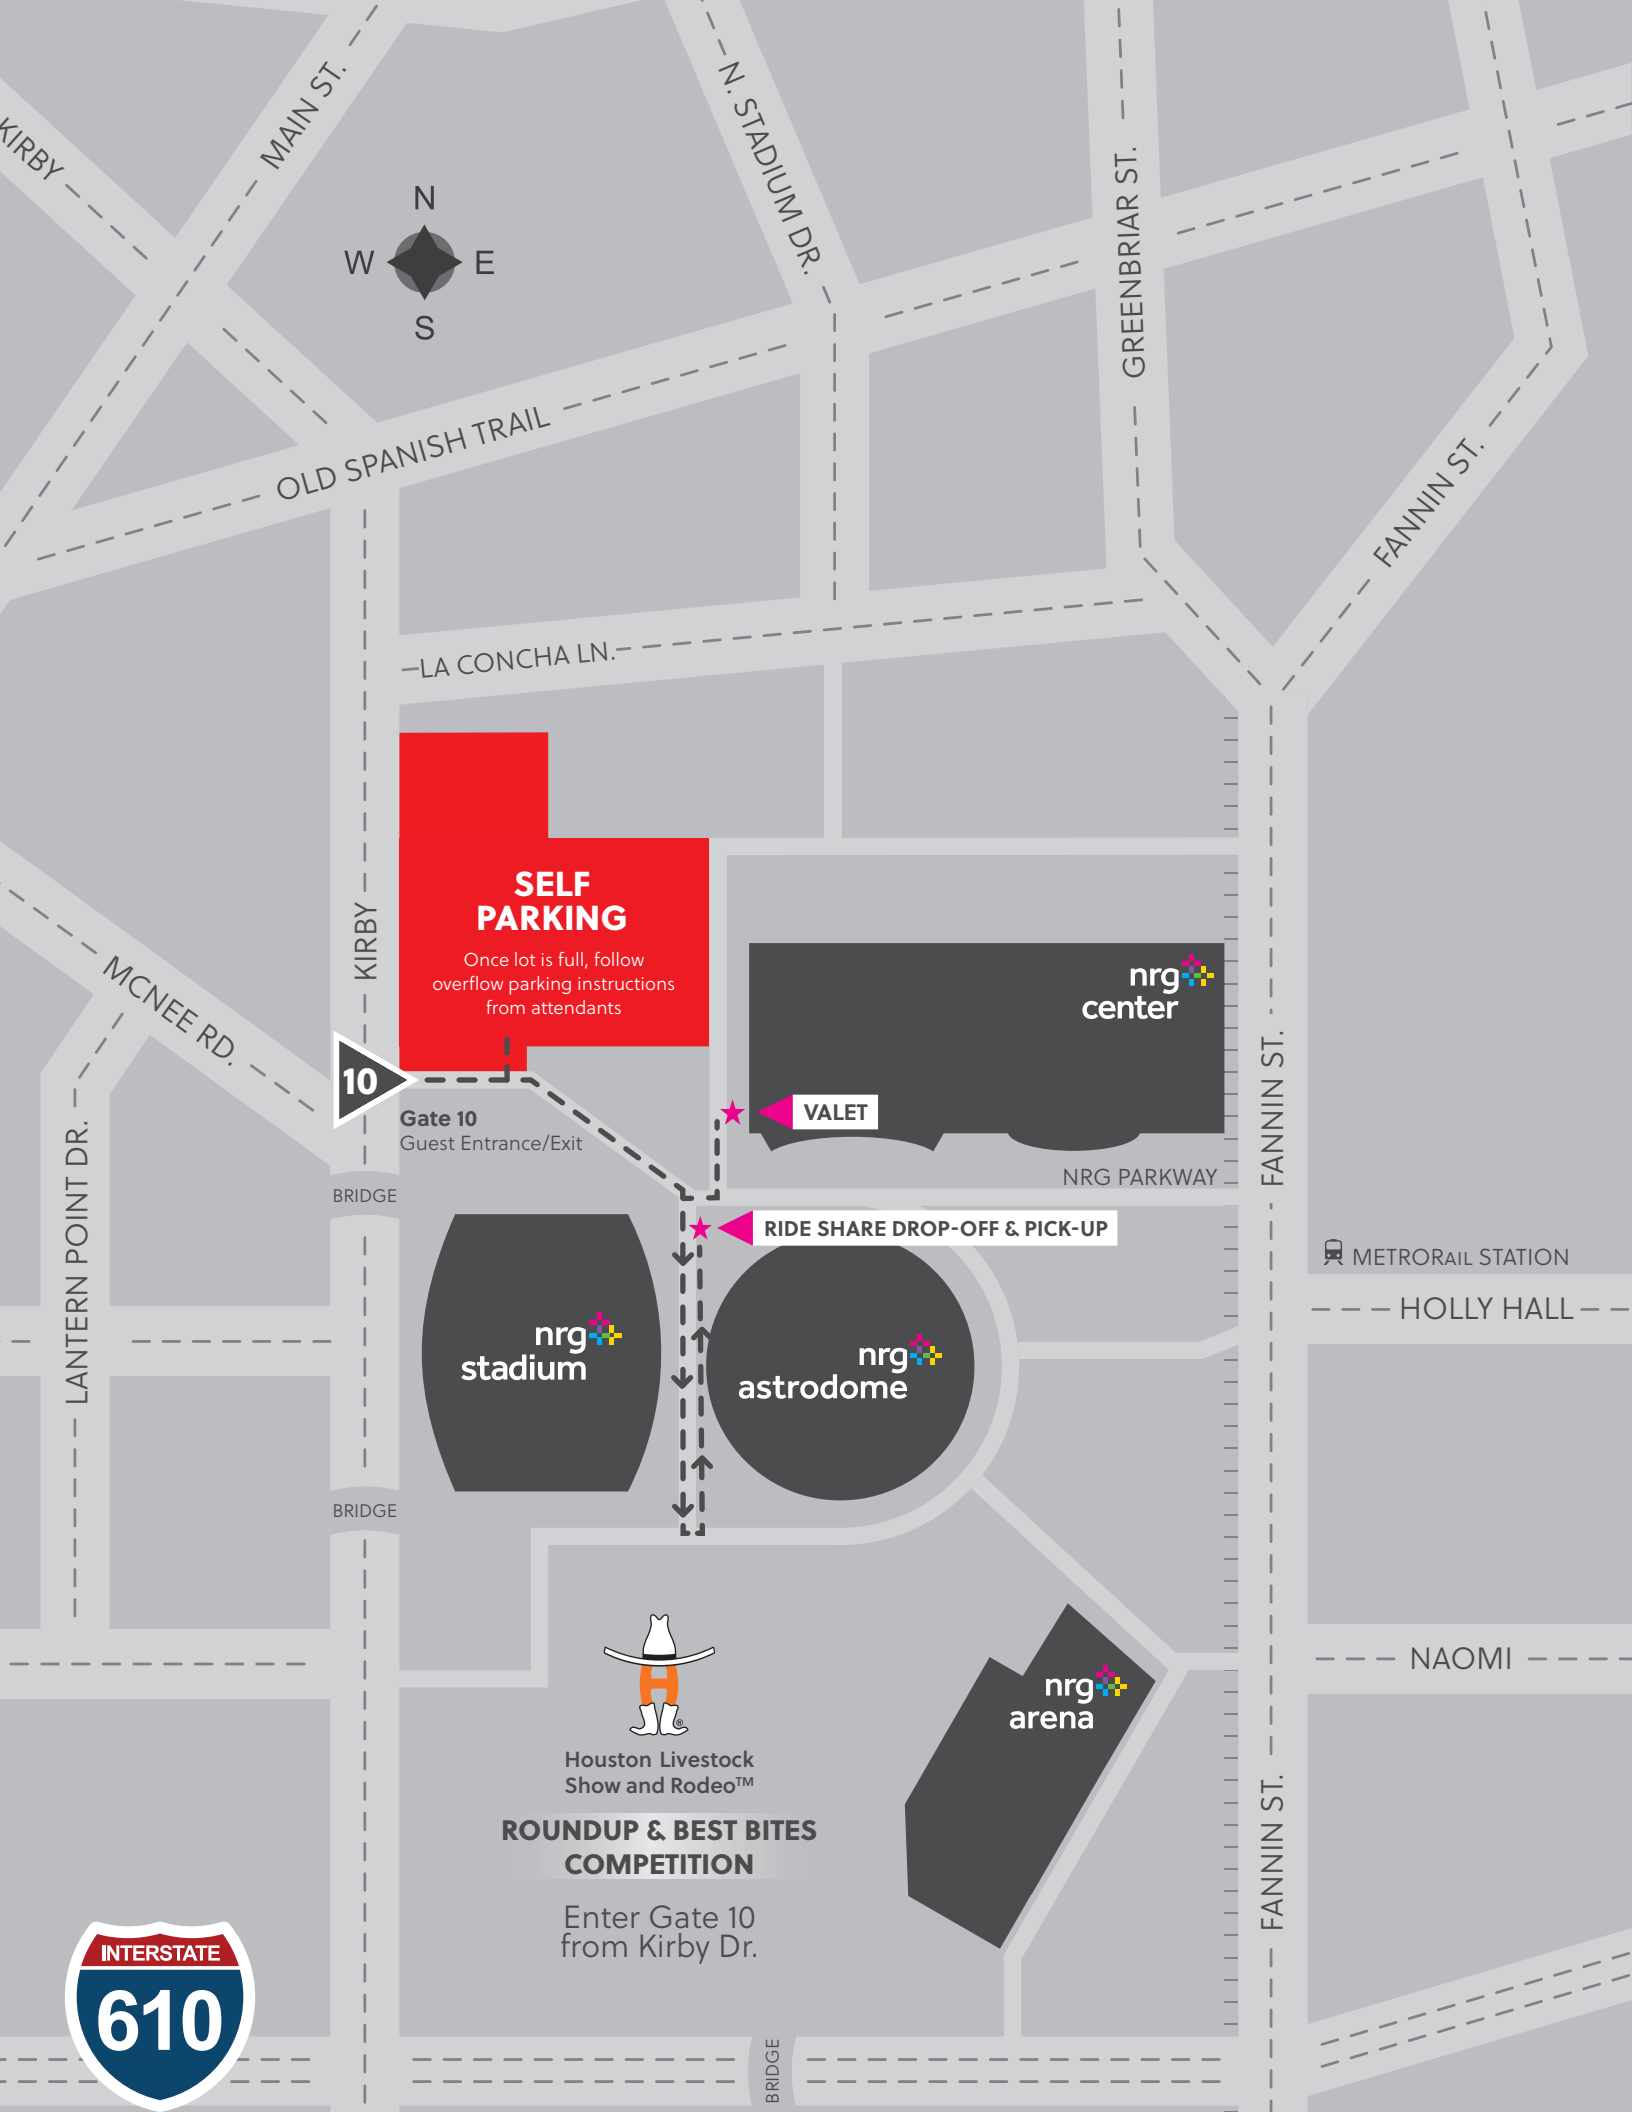 KIRBY
MAIN ST.
N. STADIUM DR.
GREENBRIAR ST.
N
W
E
S
OLD SPANISH TRAIL
FANNIN ST.
LA CONCHA LN.
SELF
PARKING
Once lot is full, follow
overflow parking instructions
from attendants
KIRBY
MCNEE RD.
nrg
center
10
Gate 10
Guest Entrance/Exit
VALET
FANNIN ST.
NRG PARKWAY
BRIDGE
RIDE SHARE DROP-OFF & PICK-UP
METRORAIL STATION
HOLLY HALL
LANTERN POINT DR.
nrg
stadium
nrg
astrodome
BRIDGE
NAOMI
nrg
arena
H
®
Houston Livestock
Show and Rodeo™
ROUNDUP & BEST BITES
COMPETITION
Enter Gate 10
from Kirby Dr.
FANNIN ST.
INTERSTATE
610
BRIDGE